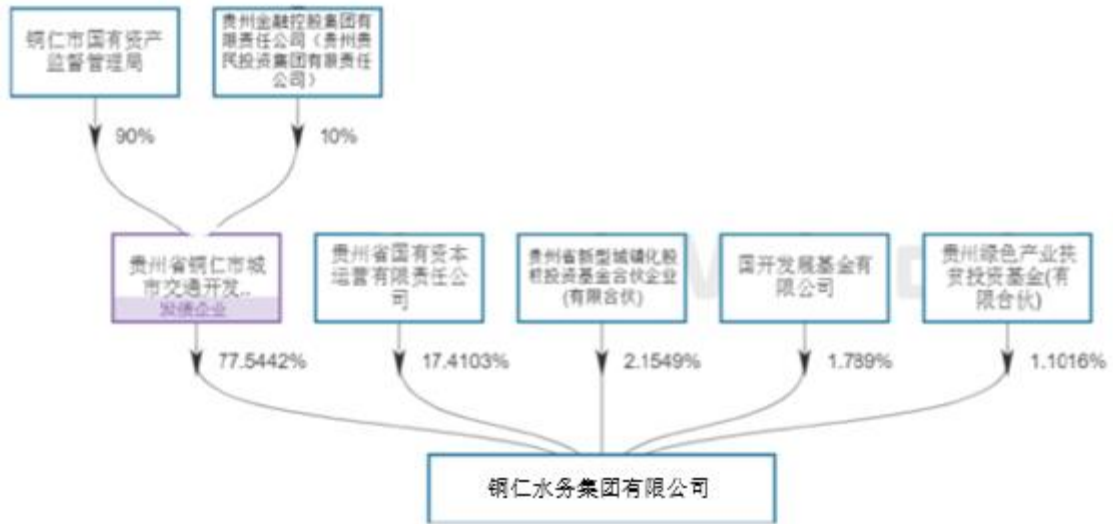 铜仁市国有资产
监督管理局
贵州金融控股集团有
限责任公司（贵州贵
民投资集团有限责任
公司）
90%
10%
贵州省铜仁市城
市交通开发..
发债企业
贵州省国有资本
运营有限责任公
司
贵州省新型城镇化股
权投资基金合伙企业
(有限合伙)
国开发展基金有
限公司
贵州绿色产业扶
贫投资基金(有
限合伙)
77.5442%
17.4103%
2.1549%
1.789%
1.1016%
铜仁水务集团有限公司